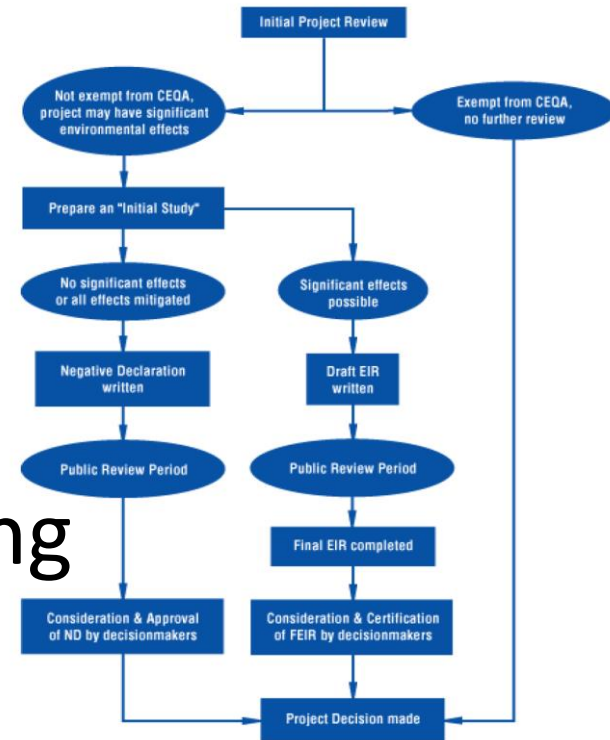 Initial Project Review
Not exempt from CEQA,
project may have significant
environmental effects
Exempt from CEQA,
no further review
Prepare an "Initial Study"
No significant effects
or all effects mitigated
Significant effects
possible
Negative Declaration
written
Draft EIR
written
Public Review Period
Public Review Period
ng
Final EIR completed
Consideration & Approval
of ND by decisionmakers
Consideration & Certification
of FEIR by decisionmakers
Project Decision made